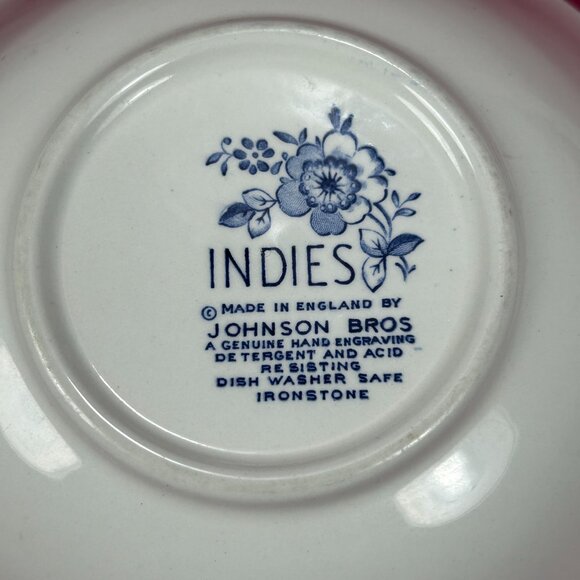 INDIES
© MADE IN ENGLAND BY
JOHNSON BROS
A GENUINE HAND ENGRAVING
DETERGENT AND ACID
RESISTING
DISH WASHER SAFE
IRONSTONE